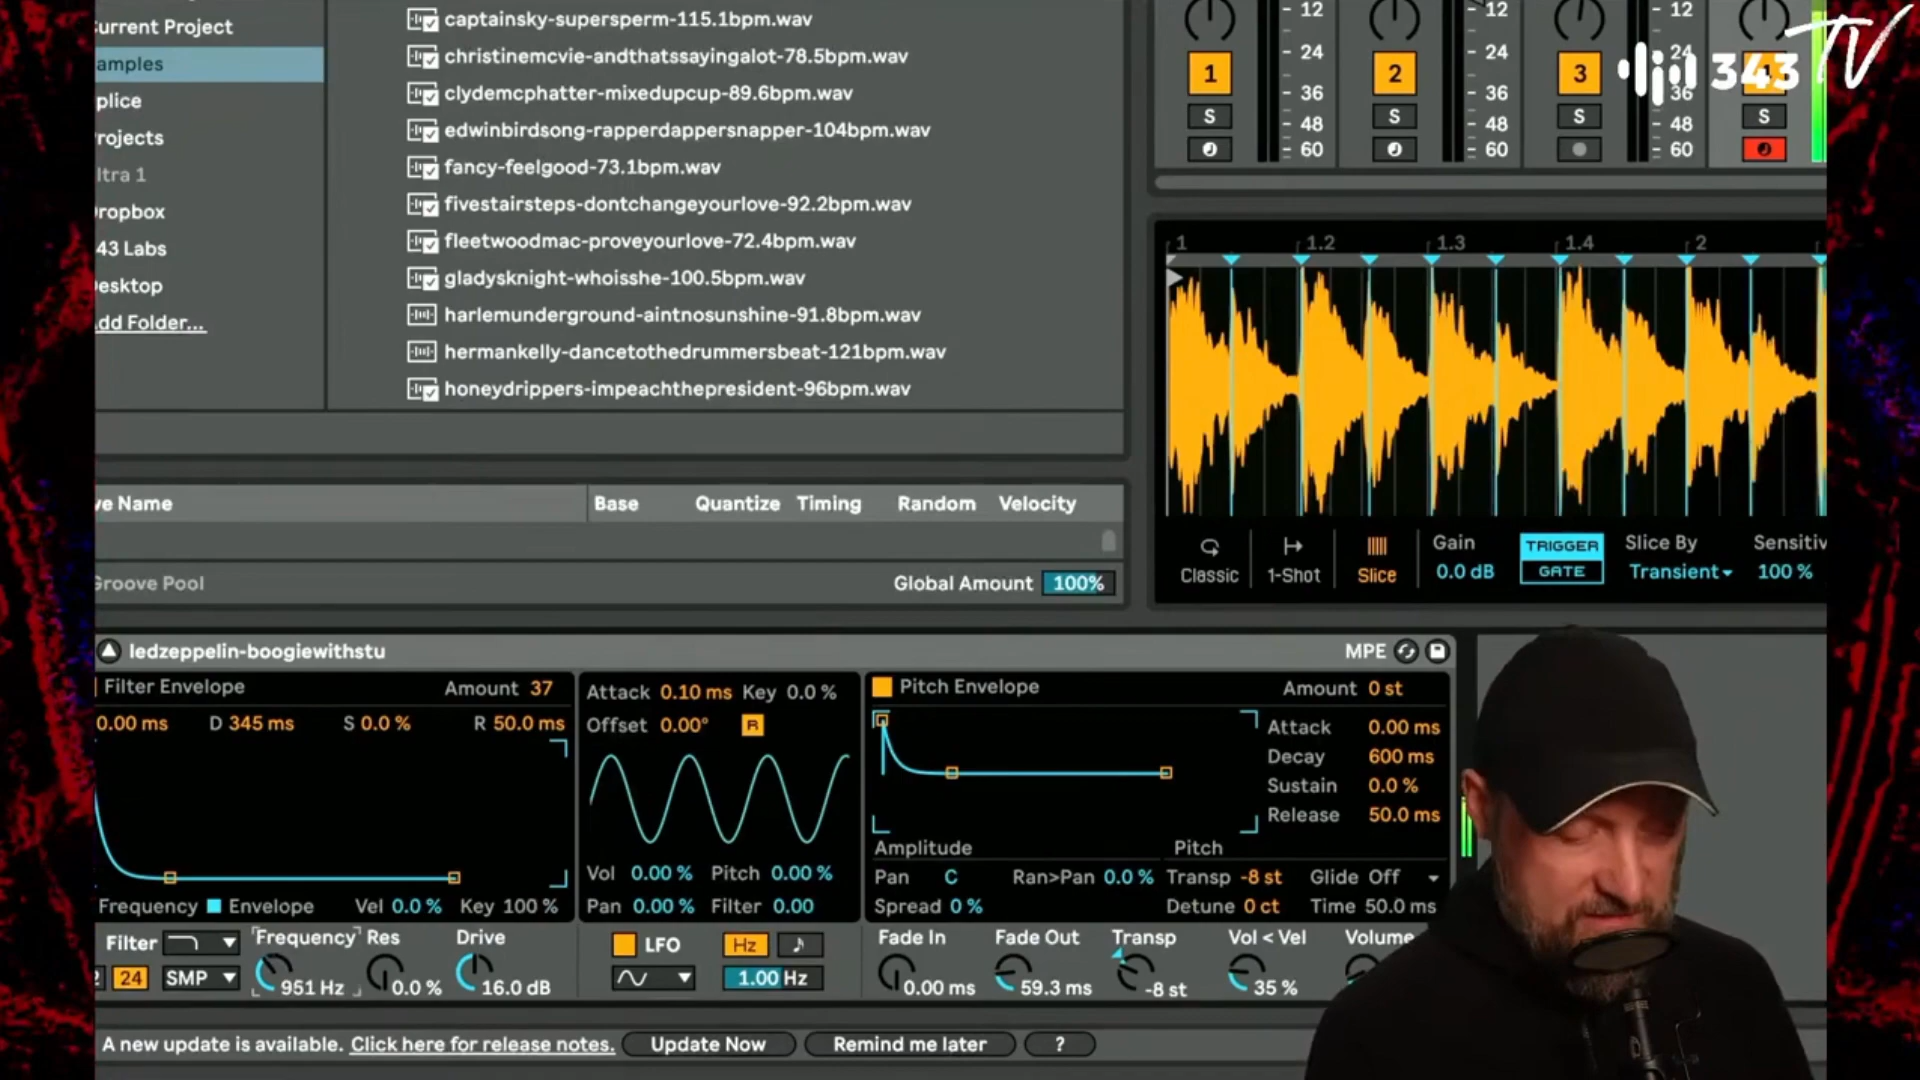 343 TV
urrent Project
amples
plice
rojects
ltra 1
ropbox
43 Labs
esktop
dd Folder...
captainsky-supersperm-115.1bpm.wav
christinemcvie-andthatssayingalot-78.5bpm.wav
clydemcphatter-mixedupcup-89.6bpm.wav
edwinbirdsong-rapperdappersnapper-104bpm.wav
fancy-feelgood-73.1bpm.wav
fivestairsteps-dontchangeyourlove-92.2bpm.wav
fleetwoodmac-proveyourlove-72.4bpm.wav
gladysknight-whoisshe-100.5bpm.wav
harlemunderground-aintnosunshine-91.8bpm.wav
hermankelly-dancetothedrummersbeat-121bpm.wav
honeydrippers-impeachthepresident-96bpm.wav
12 12 12
24 24 24
1 2 3
36 36 36
S S S S
48 48 48
60 60 60
1 1.2 1.3 1.4 2
ve Name Base Quantize Timing Random Velocity
Groove Pool Global Amount 100%
Classic 1-Shot Slice
Gain 0.0 dB
TRIGGER
GATE
Slice By Transient
Sensitiv 100 %
ledzeppelin-boogiewithstu MPE
Filter Envelope Amount 37
0.00 ms D 345 ms S 0.0 % R 50.0 ms
Frequency Envelope Vel 0.0 % Key 100 %
Attack 0.10 ms Key 0.0 %
Offset 0.00° R
Vol 0.00 % Pitch 0.00 %
Pan 0.00 % Filter 0.00
Pitch Envelope Amount 0 st
Attack 0.00 ms
Decay 600 ms
Sustain 0.0 %
Release 50.0 ms
Amplitude Pitch
Pan C Ran>Pan 0.0 % Transp -8 st Glide Off
Spread 0 % Detune 0 ct Time 50.0 ms
Filter Frequency Res Drive
24 SMP 951 Hz 0.0 % 16.0 dB
LFO Hz
1.00 Hz
Fade In Fade Out Transp Vol < Vel Volume
0.00 ms 59.3 ms -8 st 35 %
A new update is available. Click here for release notes. Update Now Remind me later ?